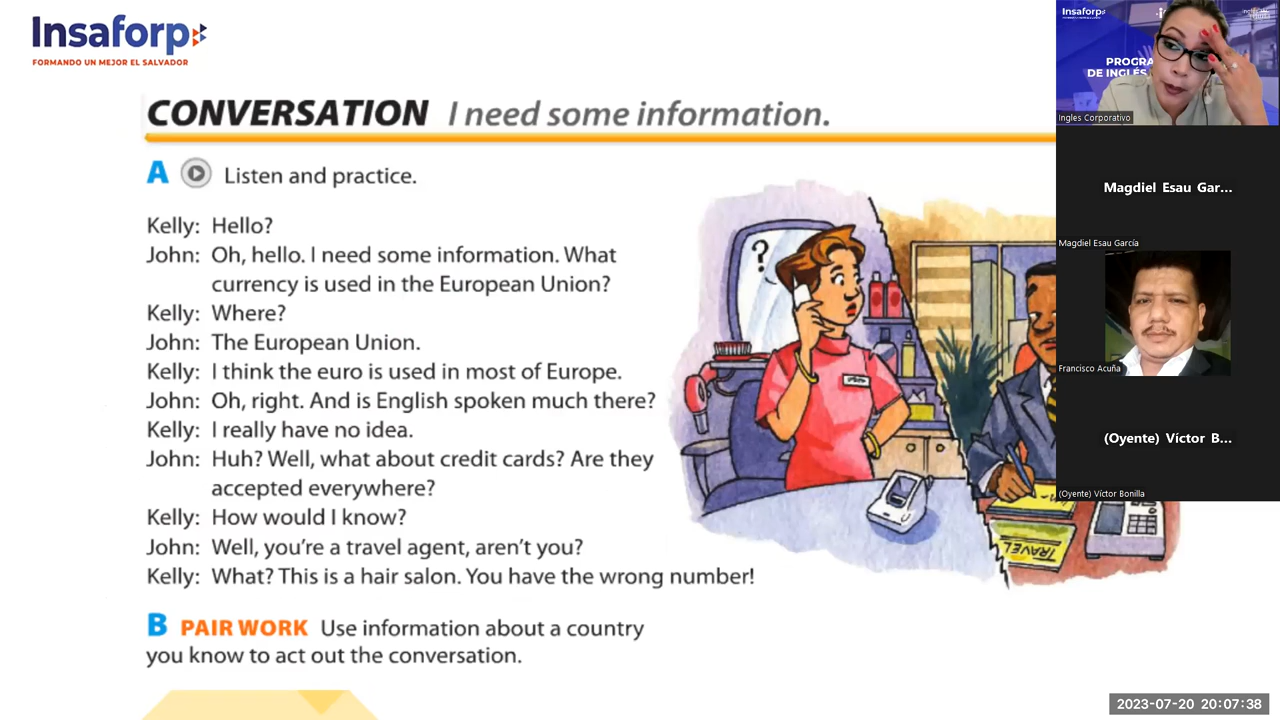 Insaforp
FORMANDO UN MEJOR EL SALVADOR
CONVERSATION I need some information.
A Listen and practice.
Kelly: Hello?
John: Oh, hello. I need some information. What
currency is used in the European Union?
Kelly: Where?
John: The European Union.
Kelly: I think the euro is used in most of Europe.
John: Oh, right. And is English spoken much there?
Kelly: I really have no idea.
John: Huh? Well, what about credit cards? Are they
accepted everywhere?
Kelly: How would I know?
John: Well, you're a travel agent, aren't you?
Kelly: What? This is a hair salon. You have the wrong number!
B PAIR WORK Use information about a country
you know to act out the conversation.
?
TRAVEL
Insaforp
PROGRA
DE INGLÉS
Ingles Corporativo
Magdiel Esau Gar...
Magdiel Esau García
Francisco Acuña
(Oyente) Víctor B...
(Oyente) Víctor Bonilla
2023-07-20 20:07:38